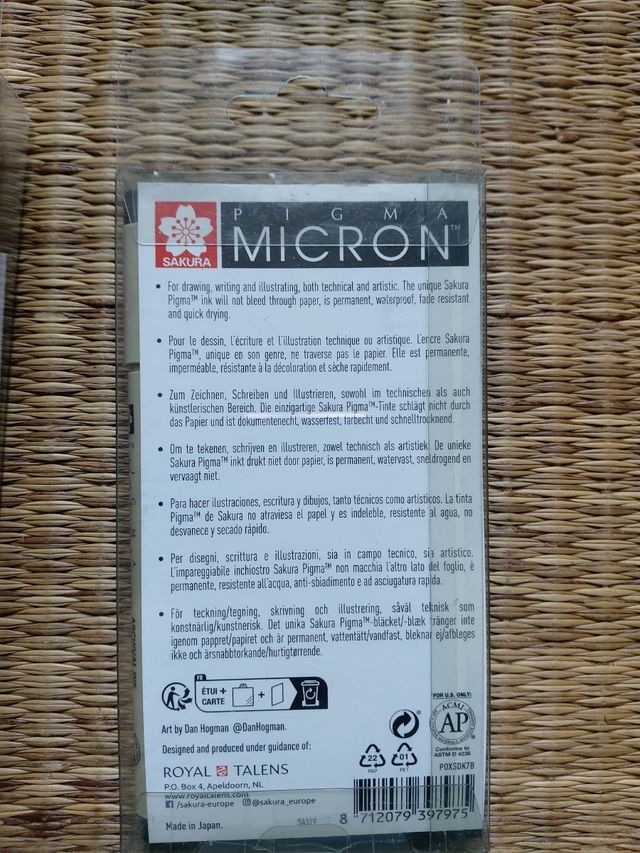 PIGMA
MICRON™
SAKURA
• For drawing, writing and illustrating, both technical and artistic. The unique Sakura
Pigma™ ink will not bleed through paper, is permanent, waterproof, fade resistant
and quick drying.
• Pour le dessin, l'écriture et l'illustration technique ou artistique. L'encre Sakura
Pigma™, unique en son genre, ne traverse pas le papier. Elle est permanente,
imperméable, résistante à la décoloration et sèche rapidement.
• Zum Zeichnen, Schreiben und Illustrieren, sowohl im technischen als auch
künstlerischen Bereich. Die einzigartige Sakura Pigma™-Tinte schlägt nicht durch
das Papier und ist dokumentenecht, wasserfest, farbecht und schnelltrocknend.
• Om te tekenen, schrijven en illustreren, zowel technisch als artistiek. De unieke
Sakura Pigma™ inkt drukt niet door papier, is permanent, watervast, sneldrogend en
vervaagt niet.
• Para hacer ilustraciones, escritura y dibujos, tanto técnicos como artísticos. La tinta
Pigma™ de Sakura no atraviesa el papel y es indeleble, resistente al agua, no
desvanece y secado rápido.
• Per disegni, scrittura e illustrazioni, sia in campo tecnico, sia artistico.
L'impareggiabile inchiostro Sakura Pigma™ non macchia l'altro lato del foglio, è
permanente, resistente all'acqua, anti-sbiadimento e ad asciugatura rapida.
• För teckning/tegning, skrivning och illustrering, såväl teknisk som
konstnärlig/kunstnerisk. Det unika Sakura Pigma™-bläcket/-blæk tränger inte
igenom pappret/papiret och är permanent, vattentätt/vandfast, bleknar ej/afbleges
ikke och årsnabbtorkande/hurtigtørrende.
FR
ÉTUI +
CARTE
+
Art by Dan Hogman @DanHogman.
Designed and produced under guidance of:
ROYAL TALENS
P.O. Box 4, Apeldoorn, NL
www.royaltalens.com
/sakura-europe @sakura_europe
Made in Japan.
3A319
22
PAP
01
PET
FOR U.S. ONLY:
ACMI
AP
Conforms to
ASTM D 4236
POXSDK7B
8 712079 397975